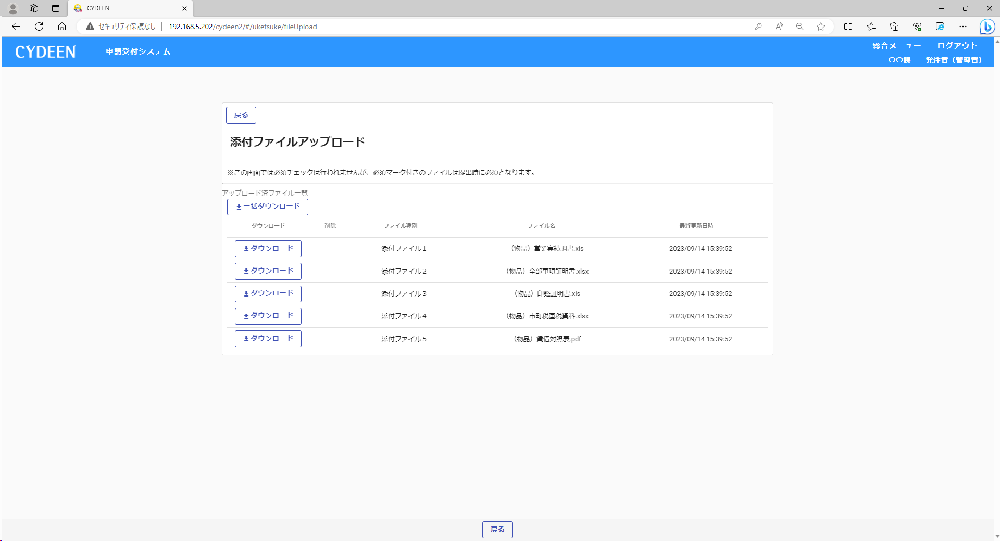 CYDEEN
セキュリティ保護なし 192.168.5.202/cydeen2/#/uketsuke/fileUpload
CYDEEN 申請受付システム 総合メニュー ログアウト
〇〇課 発注者（管理者）
戻る
添付ファイルアップロード
※この画面では必須チェックは行われませんが、必須マーク付きのファイルは提出時に必須となります。
アップロード済ファイル一覧
一括ダウンロード
ダウンロード 削除 ファイル種別 ファイル名 最終更新日時
ダウンロード 添付ファイル１ （物品）営業実績調書.xls 2023/09/14 15:39:52
ダウンロード 添付ファイル２ （物品）全部事項証明書.xlsx 2023/09/14 15:39:52
ダウンロード 添付ファイル３ （物品）印鑑証明書.xls 2023/09/14 15:39:52
ダウンロード 添付ファイル４ （物品）市町税国税資料.xlsx 2023/09/14 15:39:52
ダウンロード 添付ファイル５ （物品）賃借対照表.pdf 2023/09/14 15:39:52
戻る